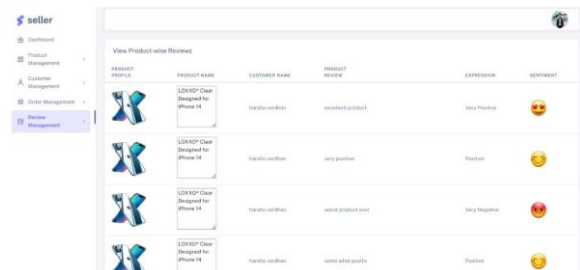 seller
Dashboard
Product
Management
Customer
Management
Order Management
Review
Management
View Product-wise Reviews
PRODUCT
PROFILE
PRODUCT NAME
CUSTOMER NAME
PRODUCT
REVIEW
EXPRESSION
SENTIMENT
LOXXO® Clear
Designed for
iPhone 14
harsha vardhan
excellent product
Very Positive
LOXXO® Clear
Designed for
iPhone 14
harsha vardhan
very positive
Positive
LOXXO® Clear
Designed for
iPhone 14
harsha vardhan
worst product ever
Very Negative
LOXXO® Clear
Designed for
iPhone 14
harsha vardhan
some what positiv
Positive